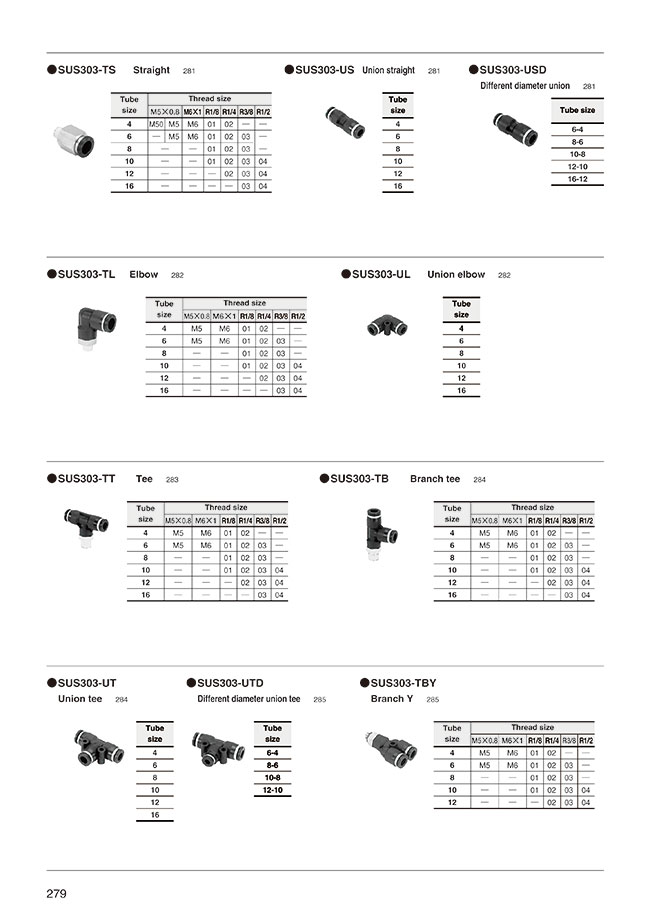 ●SUS303-TS Straight 281
Tube size Thread size
M5×0.8 M6×1 R1/8 R1/4 R3/8 R1/2
4 M50 M5 M6 01 02 — —
6 — M5 M6 01 02 03 —
8 — — 01 02 03 —
10 — — 01 02 03 04
12 — — — 02 03 04
16 — — — — 03 04
●SUS303-US Union straight 281
Tube size
4
6
8
10
12
16
●SUS303-USD
Different diameter union 281
Tube size
6-4
8-6
10-8
12-10
16-12
●SUS303-TL Elbow 282
Tube size Thread size
M5×0.8 M6×1 R1/8 R1/4 R3/8 R1/2
4 M5 M6 01 02 — —
6 M5 M6 01 02 03 —
8 — — 01 02 03 —
10 — — 01 02 03 04
12 — — — 02 03 04
16 — — — — 03 04
●SUS303-UL Union elbow 282
Tube size
4
6
8
10
12
16
●SUS303-TT Tee 283
Tube size Thread size
M5×0.8 M6×1 R1/8 R1/4 R3/8 R1/2
4 M5 M6 01 02 — —
6 M5 M6 01 02 03 —
8 — — 01 02 03 —
10 — — 01 02 03 04
12 — — — 02 03 04
16 — — — — 03 04
●SUS303-TB Branch tee 284
Tube size Thread size
M5×0.8 M6×1 R1/8 R1/4 R3/8 R1/2
4 M5 M6 01 02 — —
6 M5 M6 01 02 03 —
8 — — 01 02 03 —
10 — — 01 02 03 04
12 — — — 02 03 04
16 — — — — 03 04
●SUS303-UT
Union tee 284
Tube size
4
6
8
10
12
16
●SUS303-UTD
Different diameter union tee 285
Tube size
6-4
8-6
10-8
12-10
●SUS303-TBY
Branch Y 285
Tube size Thread size
M5×0.8 M6×1 R1/8 R1/4 R3/8 R1/2
4 M5 M6 01 02 — —
6 M5 M6 01 02 03 —
8 — — 01 02 03 —
10 — — 01 02 03 04
12 — — — 02 03 04
279